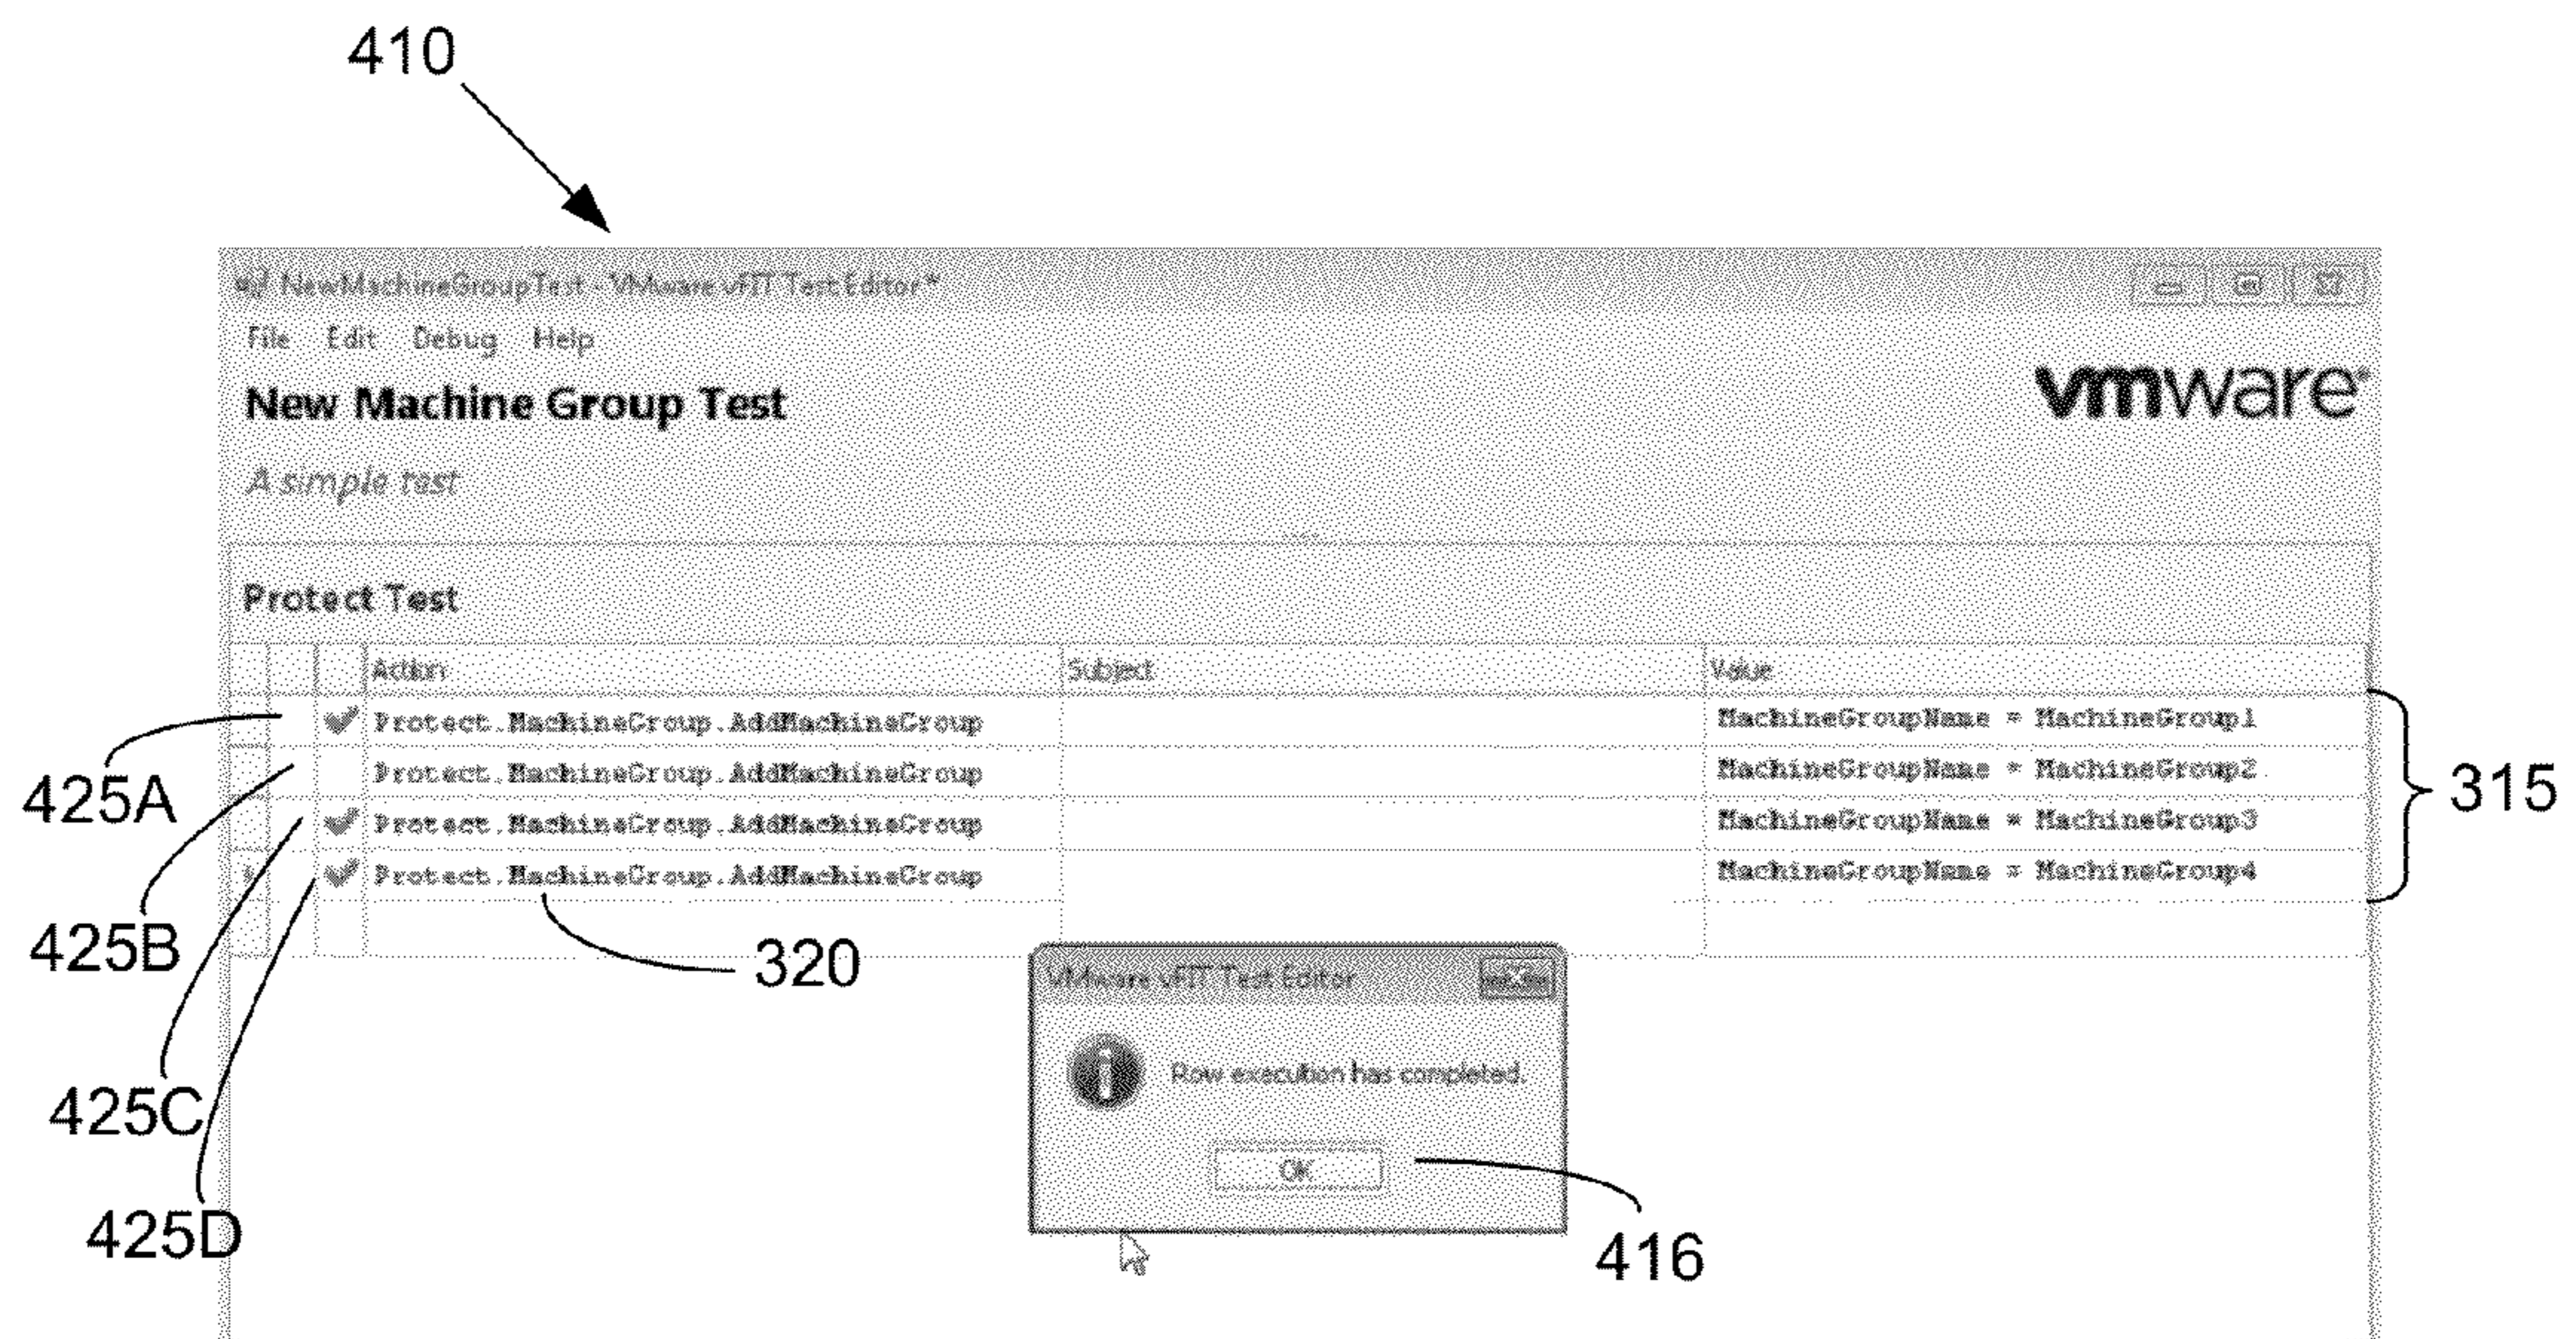 410
NewMachineGroupTest - VMware vFIT Test Editor*
File Edit Debug Help
New Machine Group Test
vmware®
A simple test
Protect Test
Action Subject Value
Protect.MachineGroup.AddMachineGroup MachineGroupName = MachineGroup1
425A
Protect.MachineGroup.AddMachineGroup MachineGroupName = MachineGroup2
315
Protect.MachineGroup.AddMachineGroup MachineGroupName = MachineGroup3
Protect.MachineGroup.AddMachineGroup MachineGroupName = MachineGroup4
425B
320
VMware vFIT Test Editor
Row execution has completed.
425C
OK
425D
416